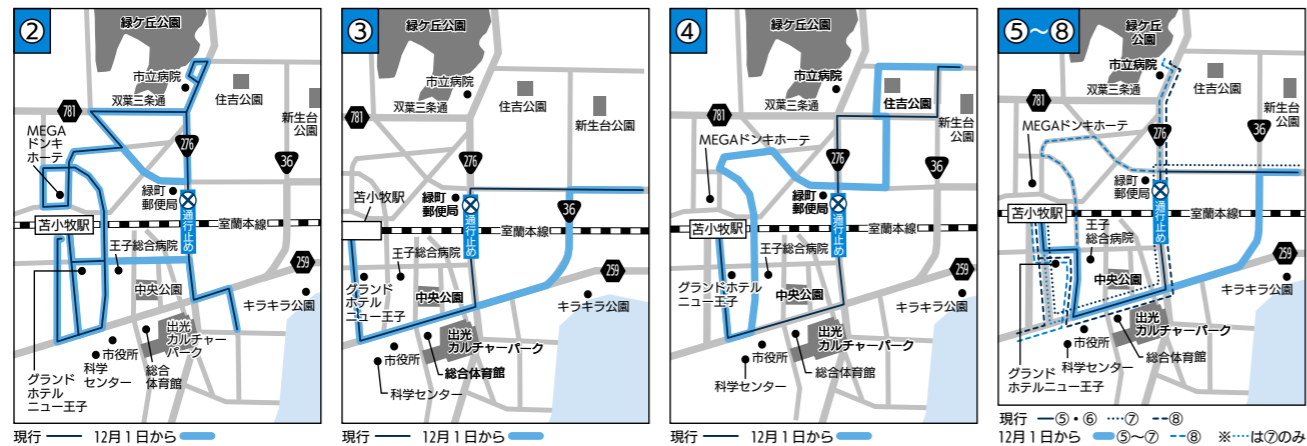 ②
緑ケ丘公園
市立病院
双葉三条通
住吉公園
新生台
公園
781
MEGA
ドンキ
ホーテ
276
36
緑町
郵便局
通行止め
苫小牧駅
室蘭本線
王子総合病院
259
中央公園
キラキラ公園
出光
カルチャー
パーク
市役所
科学
センター
総合
体育館
グランド
ホテル
ニュー王子
現行 12月1日から
③
緑ケ丘公園
市立病院
双葉三条通
住吉公園
新生台公園
781
276
苫小牧駅
緑町
郵便局
36
通行止め
室蘭本線
王子総合病院
259
グランド
ホテル
ニュー王子
中央公園
キラキラ公園
出光
カルチャーパーク
市役所
総合体育館
科学センター
現行 12月1日から
④
緑ケ丘公園
市立病院
双葉三条通
住吉公園
新生台
公園
781
MEGAドンキホーテ
276
36
緑町
郵便局
通行止め
苫小牧駅
室蘭本線
王子総合病院
259
グランドホテル
ニュー王子
中央公園
キラキラ公園
出光
カルチャーパーク
市役所
総合体育館
科学センター
現行 12月1日から
⑤〜⑧
緑ケ丘
公園
市立病院
双葉三条通
住吉公園
新生台
公園
781
MEGAドンキホーテ
276
36
緑町
郵便局
通行止め
苫小牧駅
室蘭本線
王子
総合病院
259
中央公園
キラキラ公園
出光
カルチャーパーク
市役所
総合体育館
科学センター
グランド
ホテルニュー王子
現行 ⑤・⑥ ⑦ ⑧
12月1日から ⑤〜⑦ ⑧ ※は⑦のみ